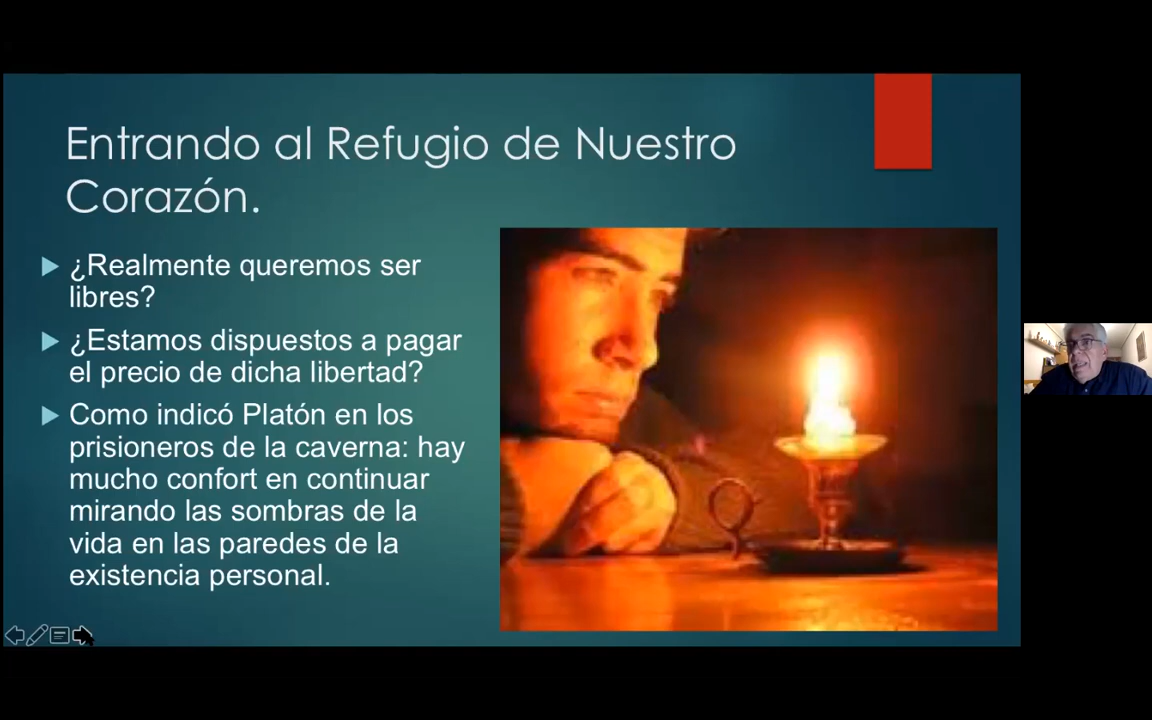 Entrando al Refugio de Nuestro
Corazón.
¿Realmente queremos ser
libres?
¿Estamos dispuestos a pagar
el precio de dicha libertad?
Como indicó Platón en los
prisioneros de la caverna: hay
mucho confort en continuar
mirando las sombras de la
vida en las paredes de la
existencia personal.